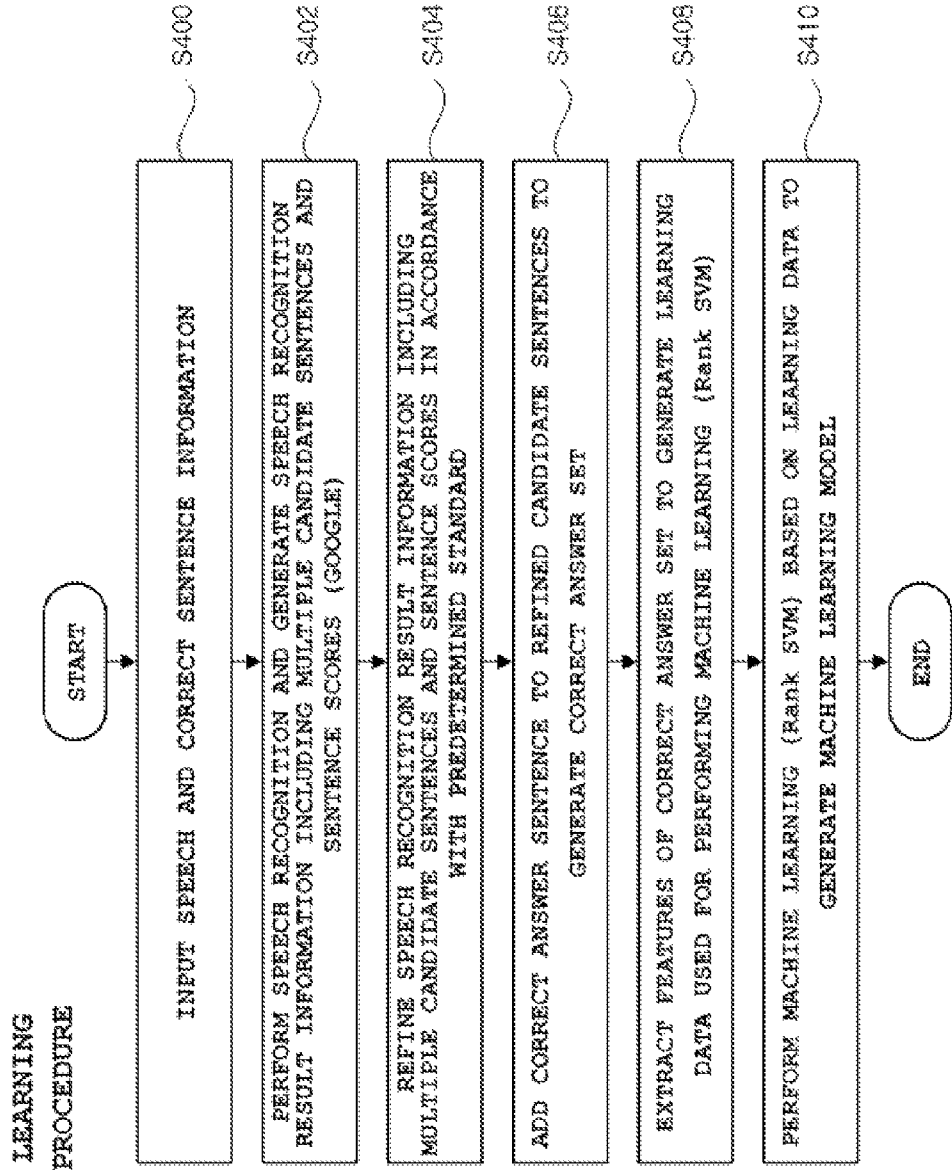 LEARNING
PROCEDURE
START
INPUT SPEECH AND CORRECT SENTENCE INFORMATION
S400
PERFORM SPEECH RECOGNITION AND GENERATE SPEECH RECOGNITION
RESULT INFORMATION INCLUDING MULTIPLE CANDIDATE SENTENCES AND
SENTENCE SCORES (GOOGLE)
S402
REFINE SPEECH RECOGNITION RESULT INFORMATION INCLUDING
MULTIPLE CANDIDATE SENTENCES AND SENTENCE SCORES IN ACCORDANCE
WITH PREDETERMINED STANDARD
S404
ADD CORRECT ANSWER SENTENCE TO REFINED CANDIDATE SENTENCES TO
GENERATE CORRECT ANSWER SET
S406
EXTRACT FEATURES OF CORRECT ANSWER SET TO GENERATE LEARNING
DATA USED FOR PERFORMING MACHINE LEARNING (Rank SVM)
S408
PERFORM MACHINE LEARNING (Rank SVM) BASED ON LEARNING DATA TO
GENERATE MACHINE LEARNING MODEL
S410
END